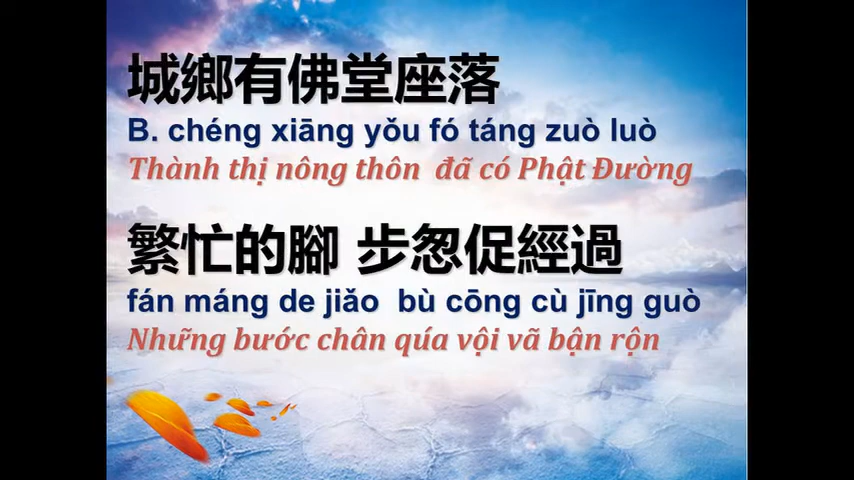 城鄉有佛堂座落
B. chéng xiāng yǒu fó táng zuò luò
Thành thị nông thôn đã có Phật Đường
繁忙的腳 步怱促經過
fán máng de jiǎo bù cōng cù jīng guò
Những bước chân qúa vội vã bận rộn